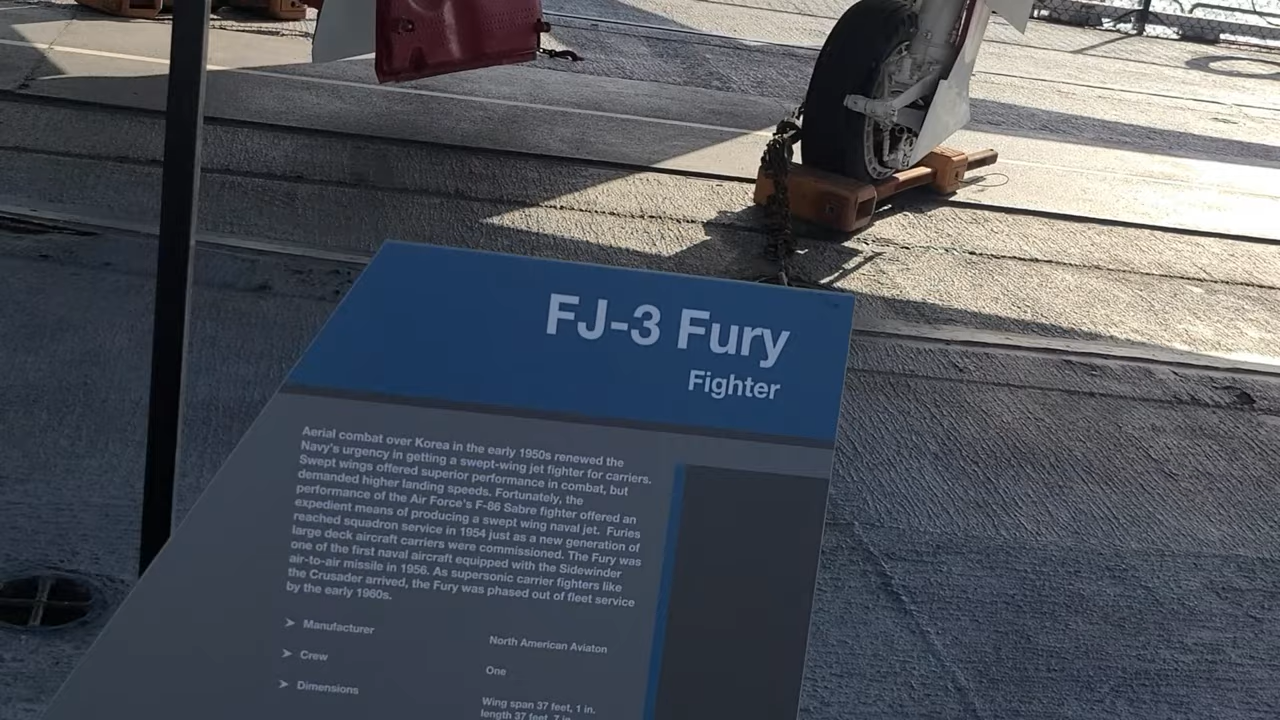 FJ-3 Fury
Fighter
Aerial combat over Korea in the early 1950s renewed the
Navy's urgency in getting a swept-wing jet fighter for carriers.
Swept wings offered superior performance in combat, but
demanded higher landing speeds. Fortunately, the
performance of the Air Force's F-86 Sabre fighter offered an
expedient means of producing a swept wing naval jet. Furies
reached squadron service in 1954 just as a new generation of
large deck aircraft carriers were commissioned. The Fury was
one of the first naval aircraft equipped with the Sidewinder
air-to-air missile in 1956. As supersonic carrier fighters like
the Crusader arrived, the Fury was phased out of fleet service
by the early 1960s.
➤ Manufacturer North American Aviaton
➤ Crew One
➤ Dimensions Wing span 37 feet, 1 in.
length 37 feet, 7 in